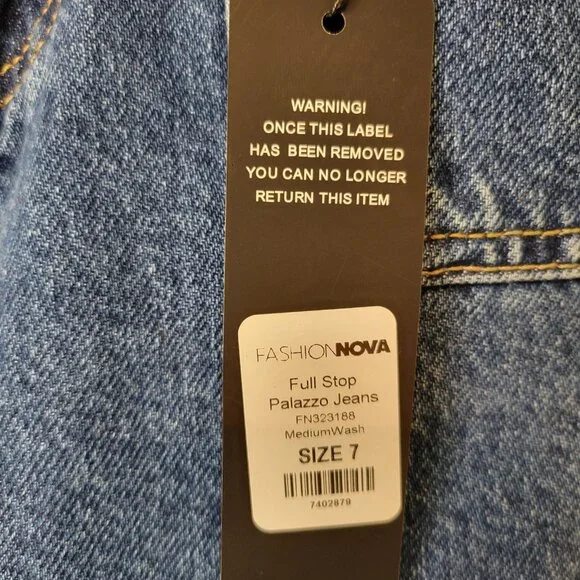 WARNING!
ONCE THIS LABEL
HAS BEEN REMOVED
YOU CAN NO LONGER
RETURN THIS ITEM
FASHIONNOVA
Full Stop
Palazzo Jeans
FN323188
MediumWash
SIZE 7
7402879